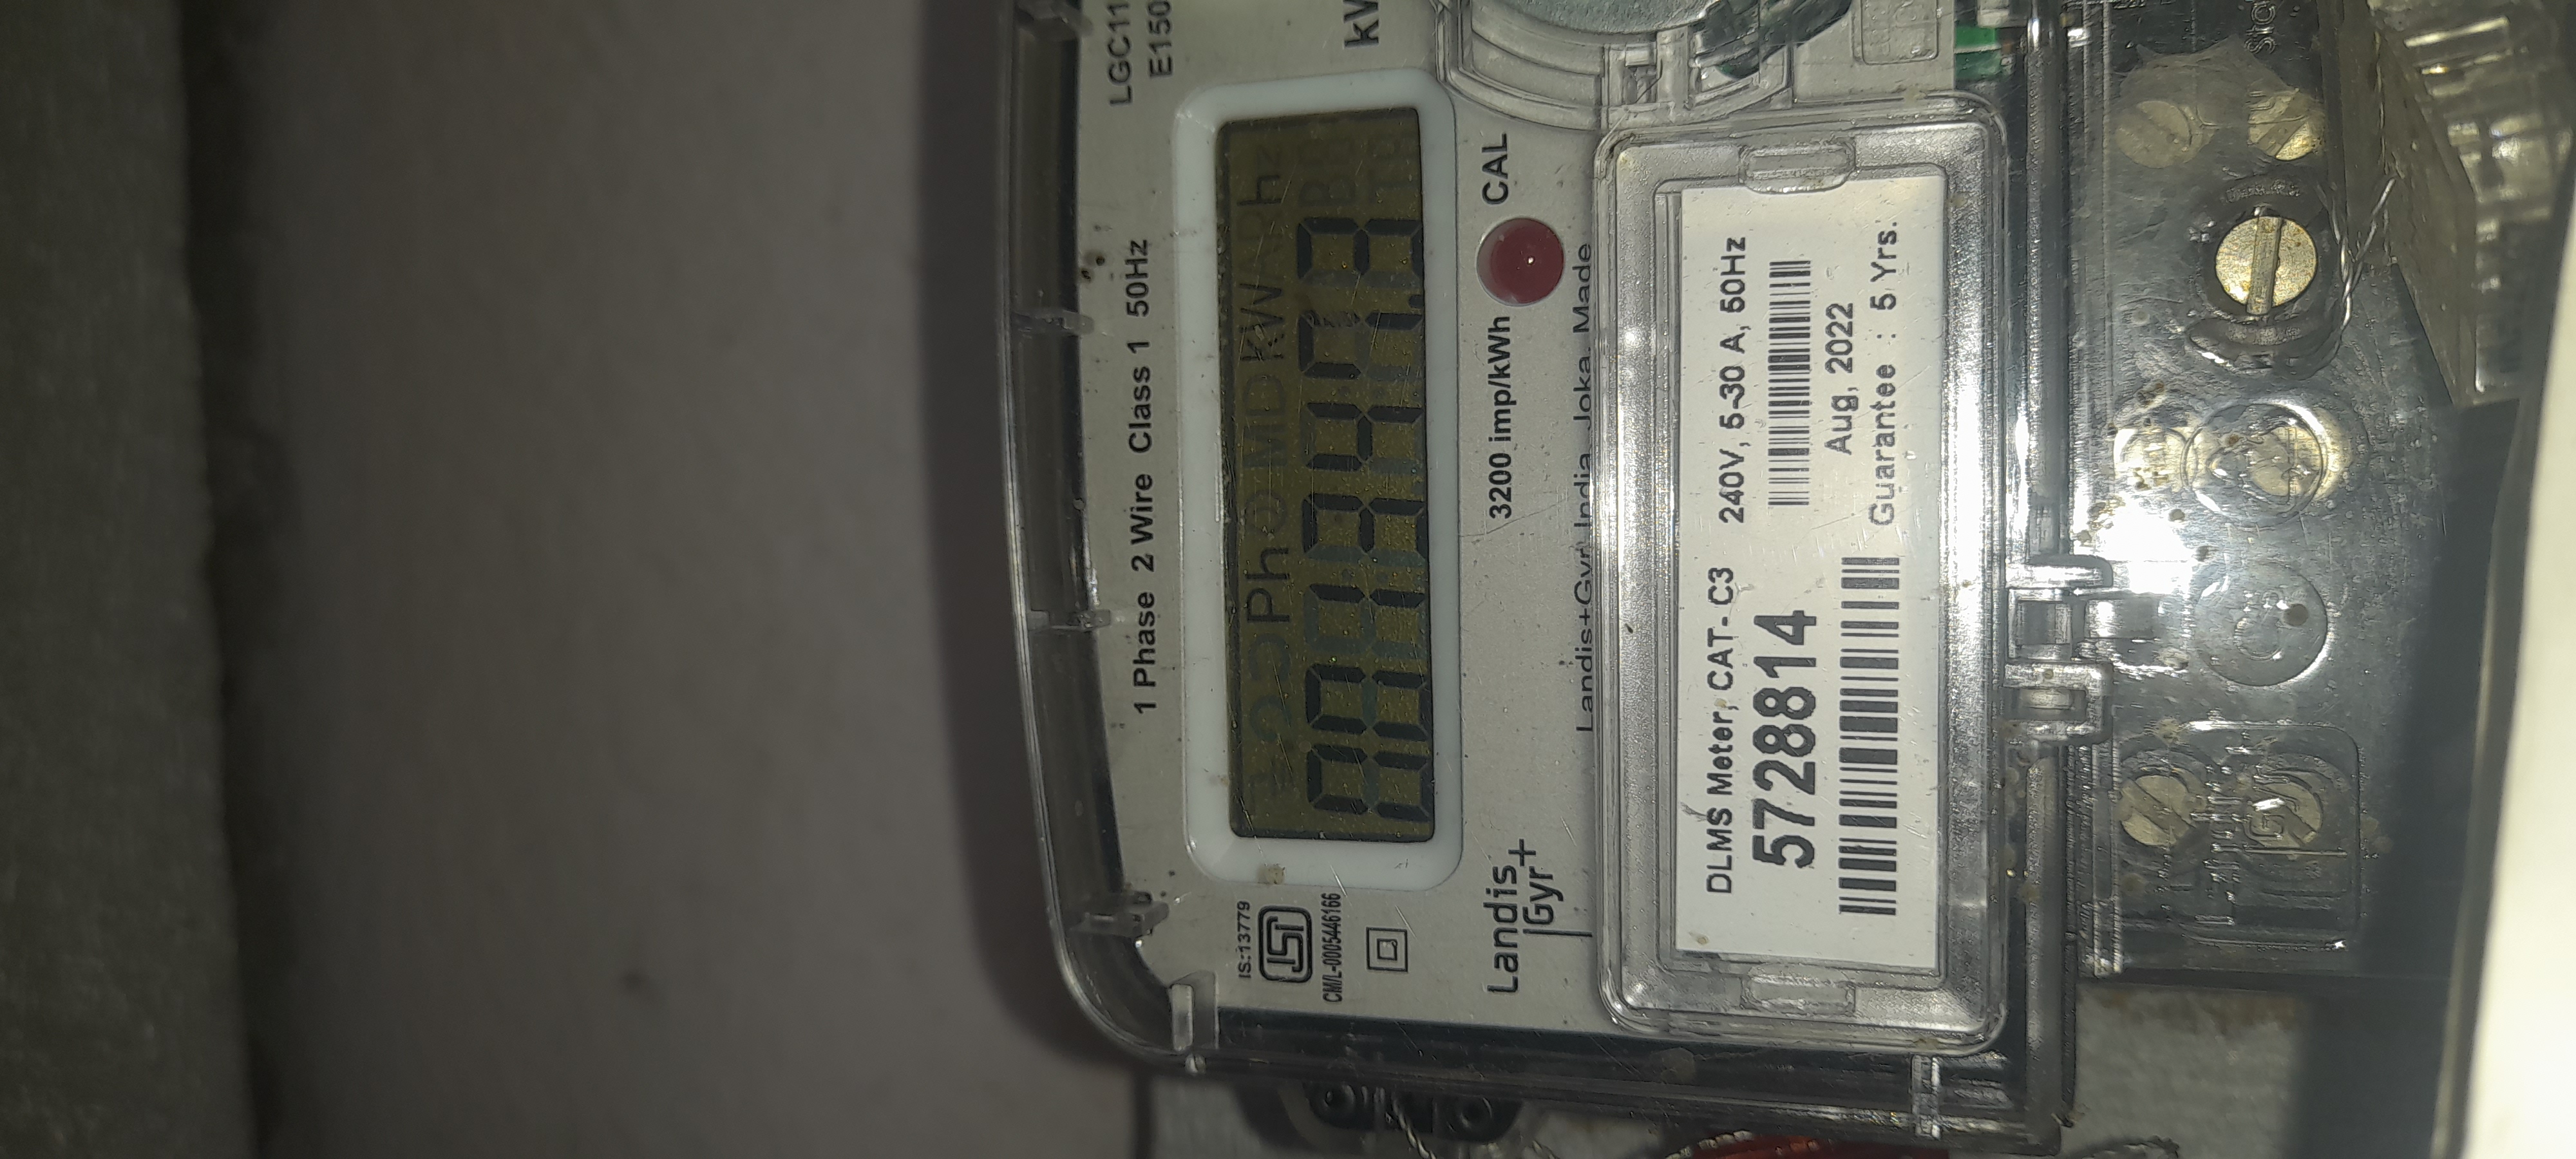 LGC11
E150
1 Phase 2 Wire Class 1 50Hz
kW
IS:13779
ISI
CM/L-0005446166
3200 imp/kWh CAL
Landis
Gyr+
Landis+Gyr, India, Joka, Made
DLMS Meter, CAT- C3 240V, 5-30 A, 50Hz
5728814
Aug, 2022
Guarantee : 5 Yrs.